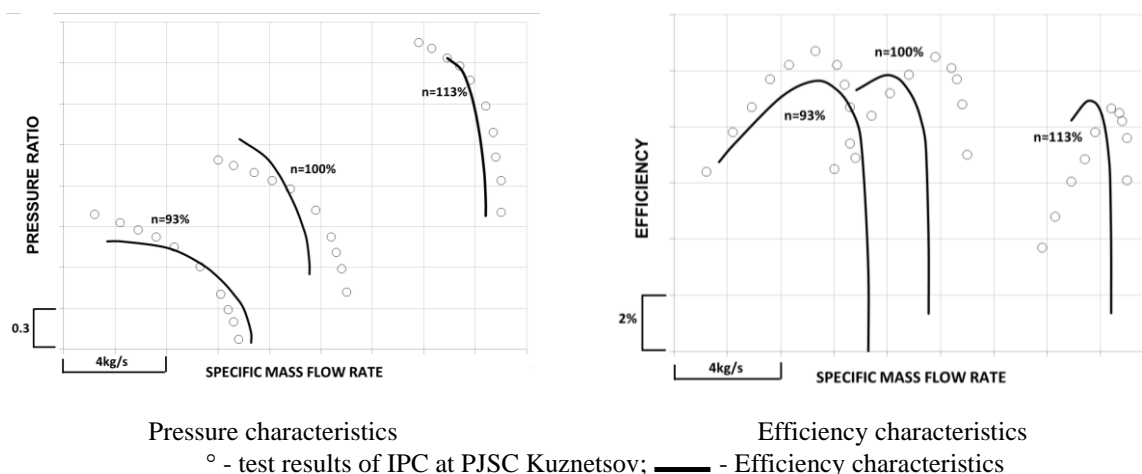 PRESSURE RATIO
n=113%
n=100%
n=93%
0.3
4kg/s
SPECIFIC MASS FLOW RATE
EFFICIENCY
n=100%
n=93%
n=113%
2%
4kg/s
SPECIFIC MASS FLOW RATE
Pressure characteristics
Efficiency characteristics
° - test results of IPC at PJSC Kuznetsov; - Efficiency characteristics